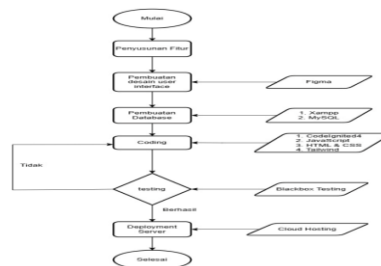 Mulai
Penyusunan Fitur
Pembuatan
desain user
interface
Figma
Pembuatan
Database
1. Xampp
2. MySQL
Coding
1. CodeIgnited4
2. JavaScript
3. HTML & CSS
4. Tailwind
Tidak
testing
Blackbox Testing
Berhasil
Deployment
Server
Cloud Hosting
Selesai